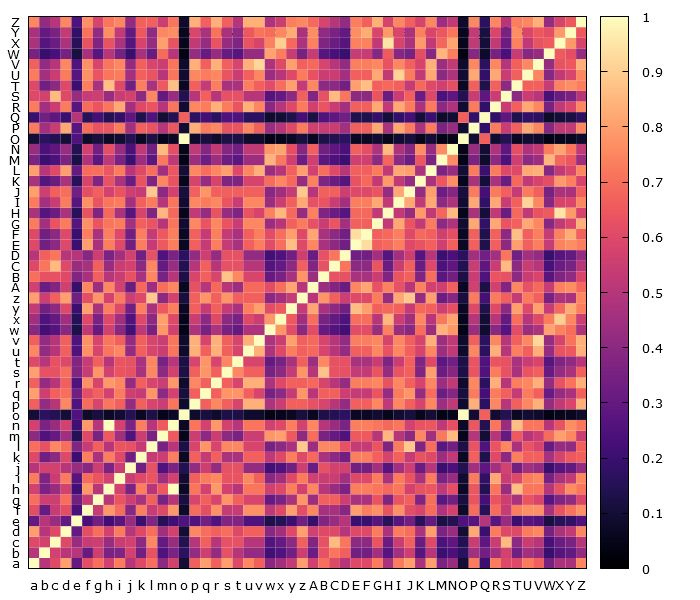 Z
Y
X
W
V
U
T
S
R
Q
P
O
N
M
L
K
J
I
H
G
F
E
D
C
B
A
z
y
x
w
v
u
t
s
r
q
p
o
n
m
l
k
j
i
h
g
f
e
d
c
b
a
a b c d e f g h i j k l m n o p q r s t u v w x y z A B C D E F G H I J K L M N O P Q R S T U V W X Y Z
1
0.9
0.8
0.7
0.6
0.5
0.4
0.3
0.2
0.1
0